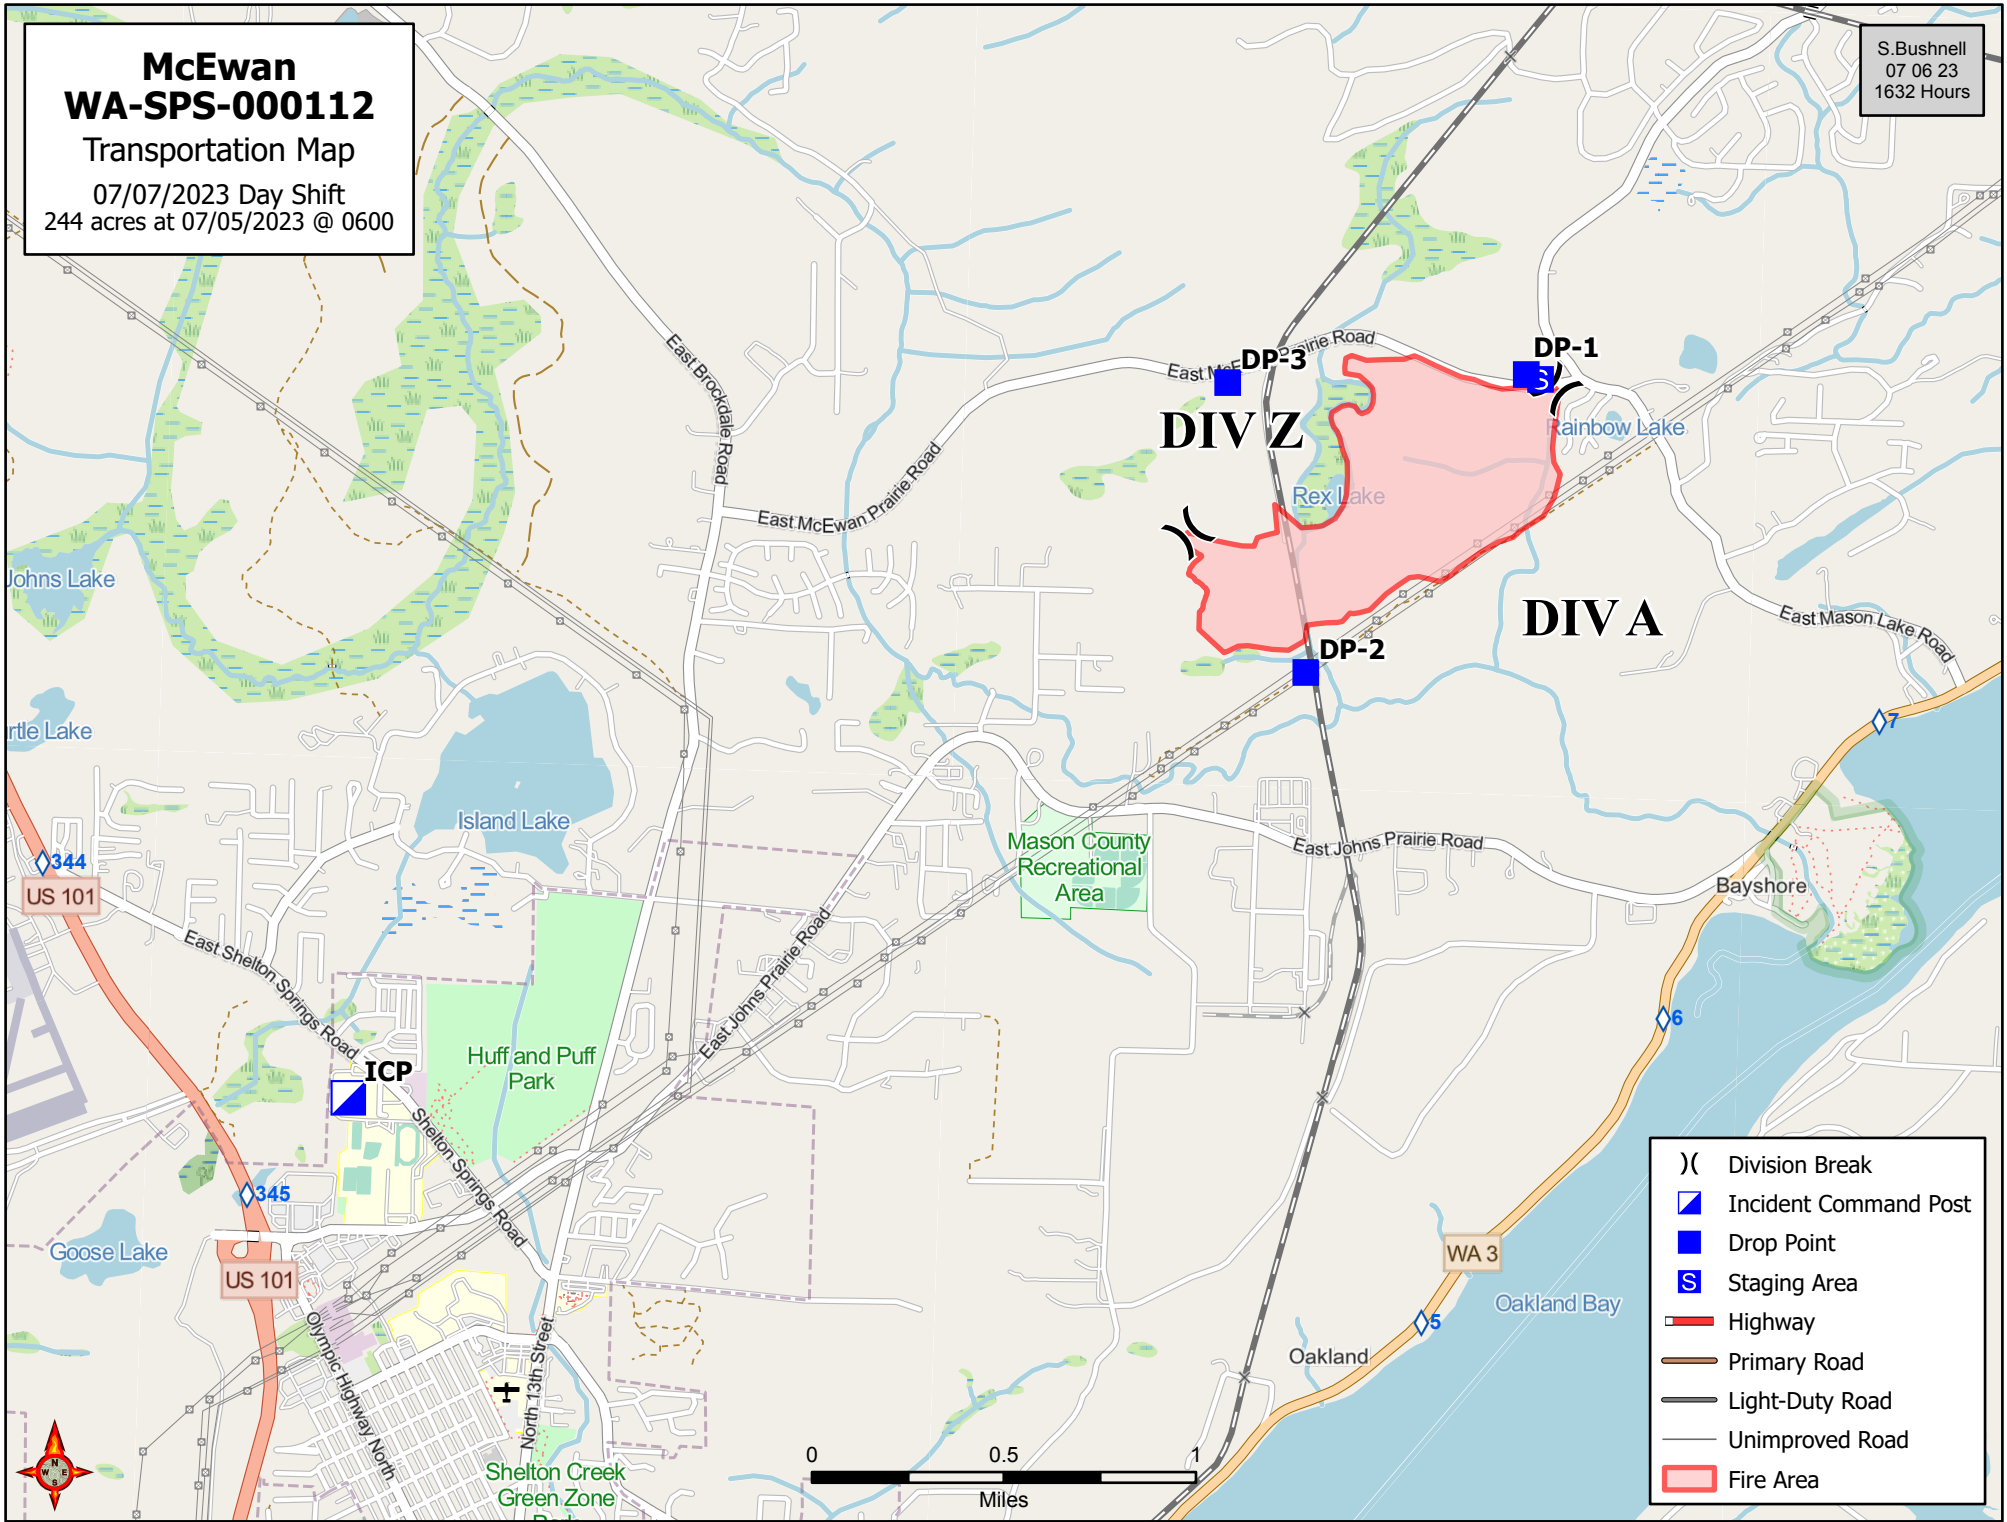 McEwan
WA-SPS-000112
Transportation Map
07/07/2023 Day Shift
244 acres at 07/05/2023 @ 0600
S.Bushnell
07 06 23
1632 Hours
East Brockdale Road
East McEwan Prairie Road
East McE
Prairie Road
DP-3
DP-1
S
DIV Z
Rainbow Lake
Rex Lake
DIV A
East Mason Lake Road
DP-2
Johns Lake
rtle Lake
7
Island Lake
344
US 101
Mason County
Recreational
Area
East Johns Prairie Road
Bayshore
East Shelton Springs Road
East Johns Prairie Road
6
Huff and Puff
Park
ICP
Shelton Springs Road
345
Goose Lake
US 101
WA 3
Oakland Bay
5
Oakland
Olympic Highway North
North 13th Street
Shelton Creek
Green Zone
N
W
E
S
0
0.5
1
Miles
)( Division Break
Incident Command Post
Drop Point
S Staging Area
Highway
Primary Road
Light-Duty Road
Unimproved Road
Fire Area